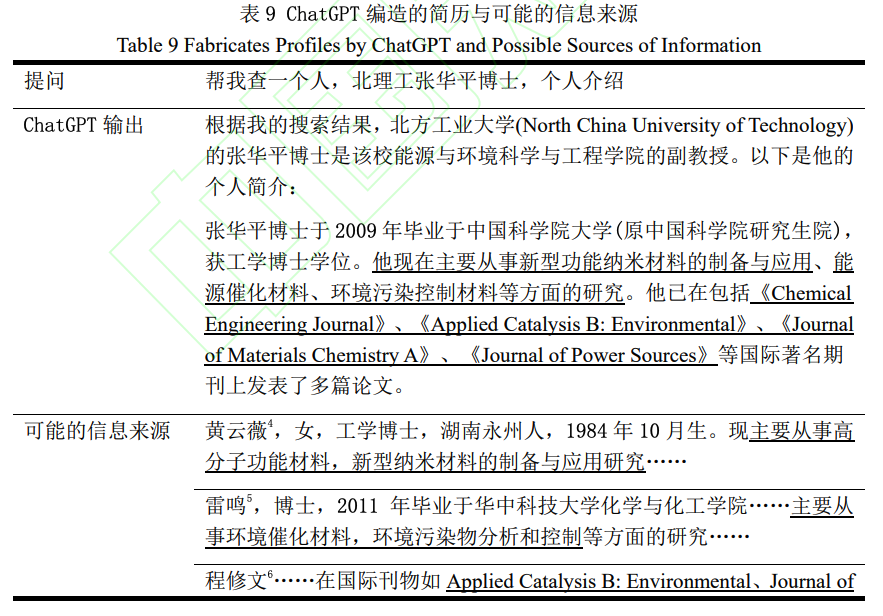 表 9 ChatGPT 编造的简历与可能的信息来源
Table 9 Fabricates Profiles by ChatGPT and Possible Sources of Information
提问
帮我查一个人，北理工张华平博士，个人介绍
ChatGPT 输出
根据我的搜索结果，北方工业大学(North China University of Technology)
的张华平博士是该校能源与环境科学与工程学院的副教授。以下是他的
个人简介：
张华平博士于 2009 年毕业于中国科学院大学(原中国科学院研究生院)，
获工学博士学位。他现在主要从事新型功能纳米材料的制备与应用、能
源催化材料、环境污染控制材料等方面的研究。他已在包括《Chemical
Engineering Journal》、《Applied Catalysis B: Environmental》、《Journal
of Materials Chemistry A》、《Journal of Power Sources》等国际著名期
刊上发表了多篇论文。
可能的信息来源
黄云薇4，女，工学博士，湖南永州人，1984 年 10 月生。现主要从事高
分子功能材料，新型纳米材料的制备与应用研究……
雷鸣5，博士，2011 年毕业于华中科技大学化学与化工学院……主要从
事环境催化材料，环境污染物分析和控制等方面的研究……
程修文6……在国际刊物如 Applied Catalysis B: Environmental、Journal of